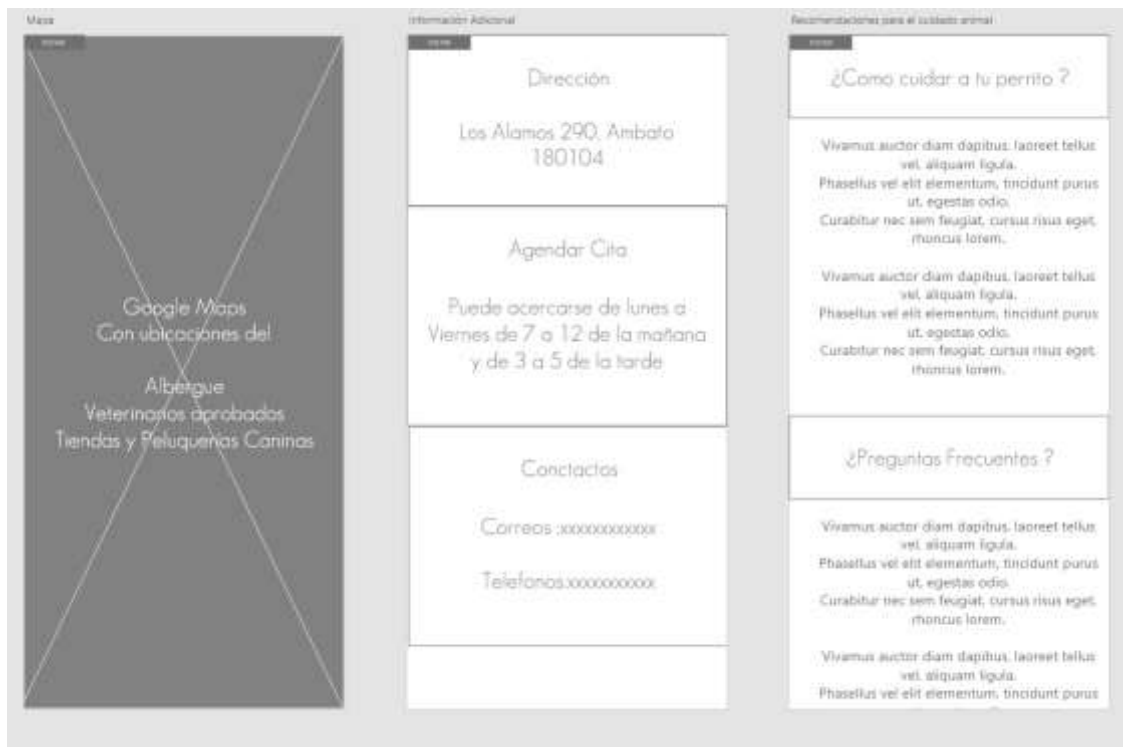 Mapa
Información Adicional
Recomendaciones para el cuidado animal
Google Maps
Con ubicaciones del
Albergue
Veterinarios aprobados
Tiendas y Peluquerias Caninas
Dirección
Los Alamos 290, Ambato
180104
Agendar Cita
Puede acercarse de lunes a
Viernes de 7 a 12 de la mañana
y de 3 a 5 de la tarde
Conctactos
Correos :xxxxxxxxxxxx
Telefonos:xxxxxxxxxxx
¿Como cuidar a tu perrito ?
Vivamus auctor diam dapibus, laoreet tellus
vel, aliquam ligula.
Phasellus vel elit elementum, tincidunt purus
ut, egestas odio.
Curabitur nec sem feugiat, cursus risus eget,
rhoncus lorem.
Vivamus auctor diam dapibus, laoreet tellus
vel, aliquam ligula.
Phasellus vel elit elementum, tincidunt purus
ut, egestas odio.
Curabitur nec sem feugiat, cursus risus eget,
rhoncus lorem.
¿Preguntas Frecuentes ?
Vivamus auctor diam dapibus, laoreet tellus
vel, aliquam ligula.
Phasellus vel elit elementum, tincidunt purus
ut, egestas odio.
Curabitur nec sem feugiat, cursus risus eget,
rhoncus lorem.
Vivamus auctor diam dapibus, laoreet tellus
vel, aliquam ligula.
Phasellus vel elit elementum, tincidunt purus